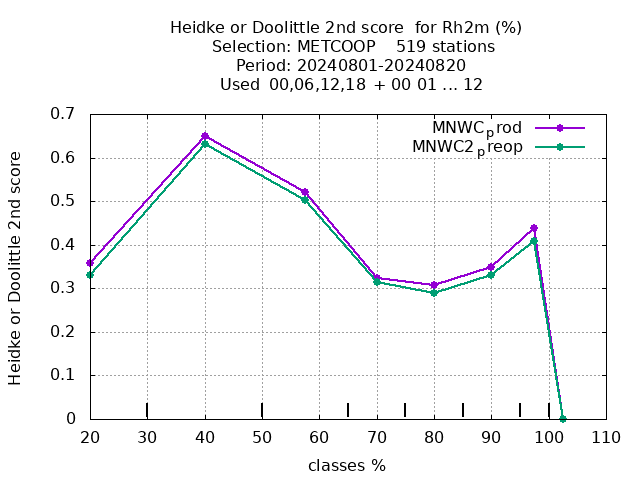 Heidke or Doolittle 2nd score  for Rh2m (%)
Selection: METCOOP    519 stations
Period: 20240801-20240820
Used  00,06,12,18 + 00 01 ... 12
MNWCprod
MNWC2preop
Heidke or Doolittle 2nd score
0.7
0.6
0.5
0.4
0.3
0.2
0.1
0
20 30 40 50 60 70 80 90 100 110
classes %